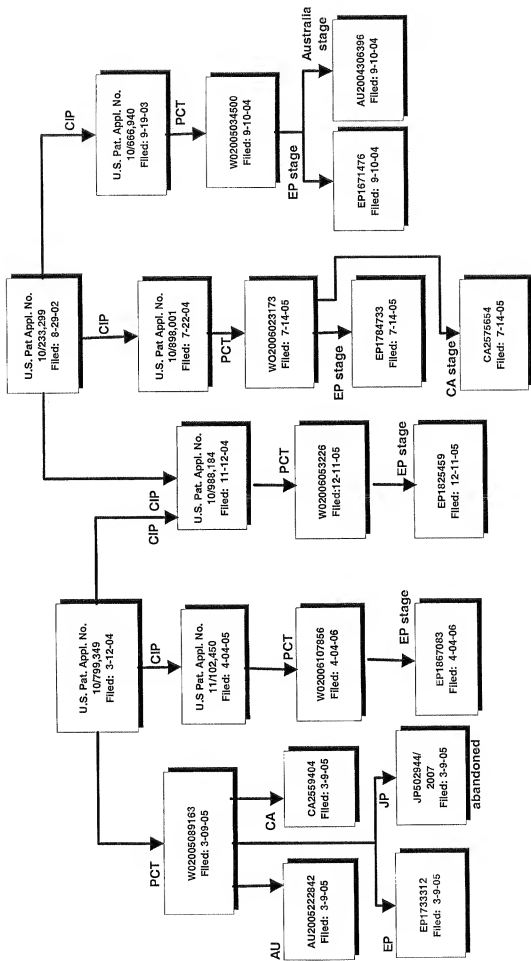 U.S. Pat Appl. No.
10/233,299
Filed: 8-29-02
CIP
CIP
CIP
U.S. Pat. Appl. No.
10/666,940
Filed: 9-19-03
PCT
W02005034500
Filed: 9-10-04
EP stage
Australia
stage
EP1671476
Filed: 9-10-04
AU2004306396
Filed: 9-10-04
U.S. Pat. Appl. No.
10/898,001
Filed: 7-22-04
PCT
WO2006023173
Filed: 7-14-05
EP stage
EP1784733
Filed: 7-14-05
CA stage
CA2575654
Filed: 7-14-05
U.S. Pat. Appl. No.
10/799,349
Filed: 3-12-04
CIP
CIP
U.S. Pat. Appl. No.
10/988,184
Filed: 11-12-04
PCT
W02006053226
Filed:12-11-05
EP stage
EP1825459
Filed: 12-11-05
U.S. Pat. Appl. No.
11/102,450
Filed: 4-04-05
PCT
W02006107856
Filed: 4-04-06
EP stage
EP1867083
Filed: 4-04-06
PCT
W02005089163
Filed: 3-09-05
AU
AU2005222842
Filed: 3-9-05
CA
CA2559404
Filed: 3-9-05
EP
EP1733312
Filed: 3-9-05
JP
JP502944/
2007
Filed: 3-9-05
abandoned